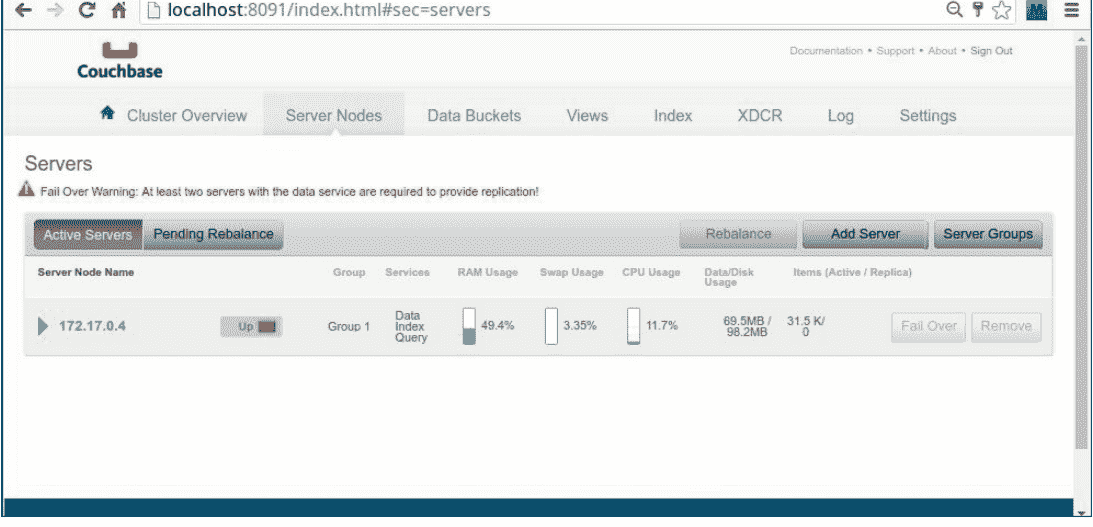 localhost:8091/index.html#sec=servers
Documentation • Support • About • Sign Out
Couchbase
Cluster Overview Server Nodes Data Buckets Views Index XDCR Log Settings
Servers
Fail Over Warning: At least two servers with the data service are required to provide replication!
Active Servers Pending Rebalance Rebalance Add Server Server Groups
Server Node Name Group Services RAM Usage Swap Usage CPU Usage Data/Disk Usage Items (Active / Replica)
172.17.0.4 Up Group 1 Data Index Query 49.4% 3.35% 11.7% 69.5MB / 98.2MB 31.5 K/ 0 Fail Over Remove